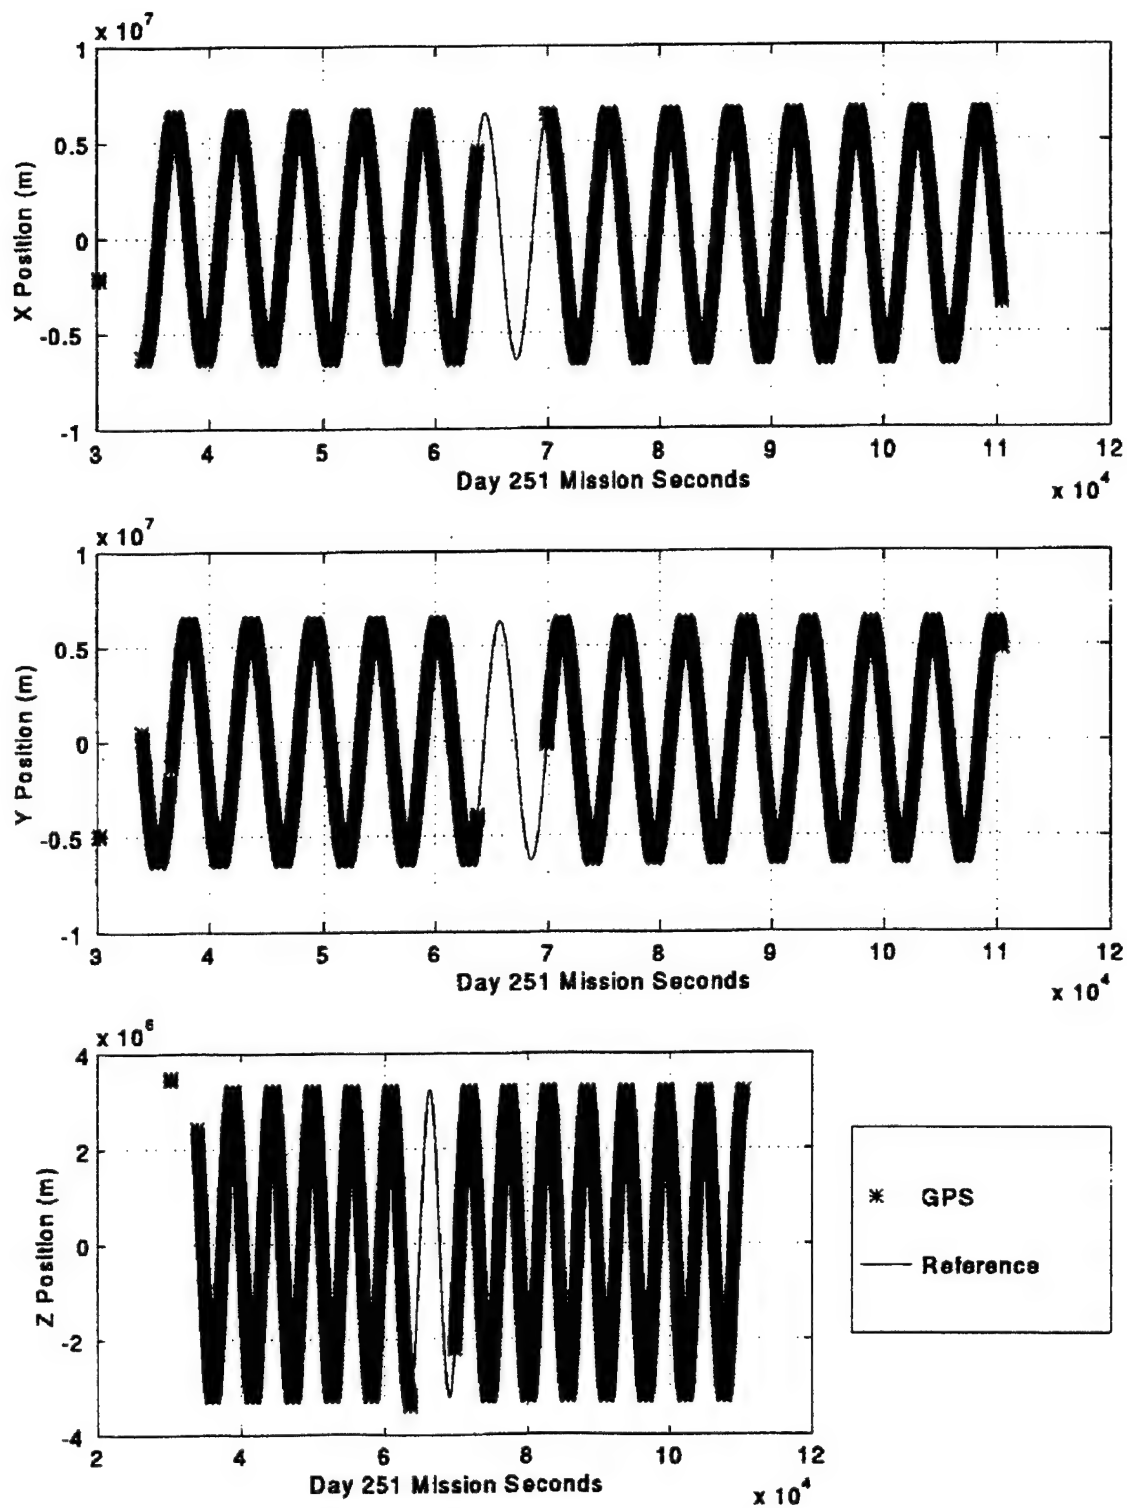 x 10^7
1
0.5
0
-0.5
-1
X Position (m)
3 4 5 6 7 8 9 10 11 12
Day 251 Mission Seconds
x 10^4
x 10^7
1
0.5
0
-0.5
-1
Y Position (m)
3 4 5 6 7 8 9 10 11 12
Day 251 Mission Seconds
x 10^4
x 10^6
4
2
0
-2
-4
Z Position (m)
2 4 6 8 10 12
Day 251 Mission Seconds
x 10^4
GPS
Reference